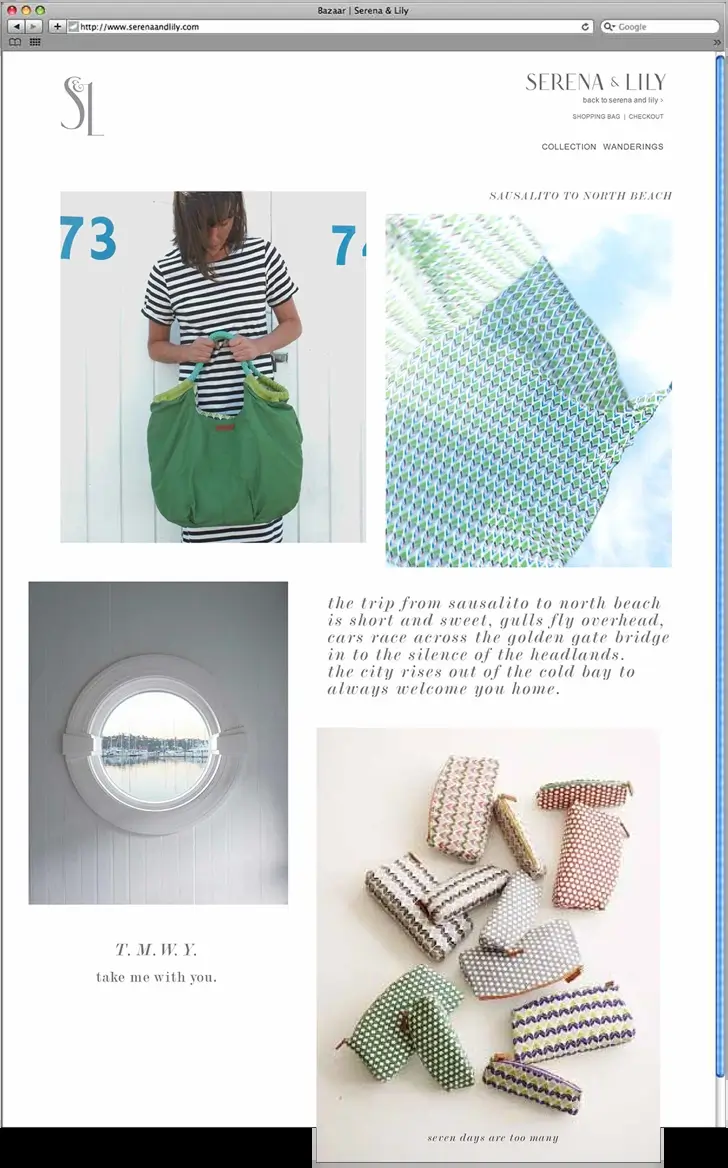 Bazaar | Serena & Lily
http://www.serenaandlily.com
Google
S&L
SERENA & LILY
back to serena and lily ›
SHOPPING BAG | CHECKOUT
COLLECTION WANDERINGS
SAUSALITO TO NORTH BEACH
73
7
the trip from sausalito to north beach
is short and sweet, gulls fly overhead,
cars race across the golden gate bridge
in to the silence of the headlands.
the city rises out of the cold bay to
always welcome you home.
T. M. W. Y.
take me with you.
seven days are too many